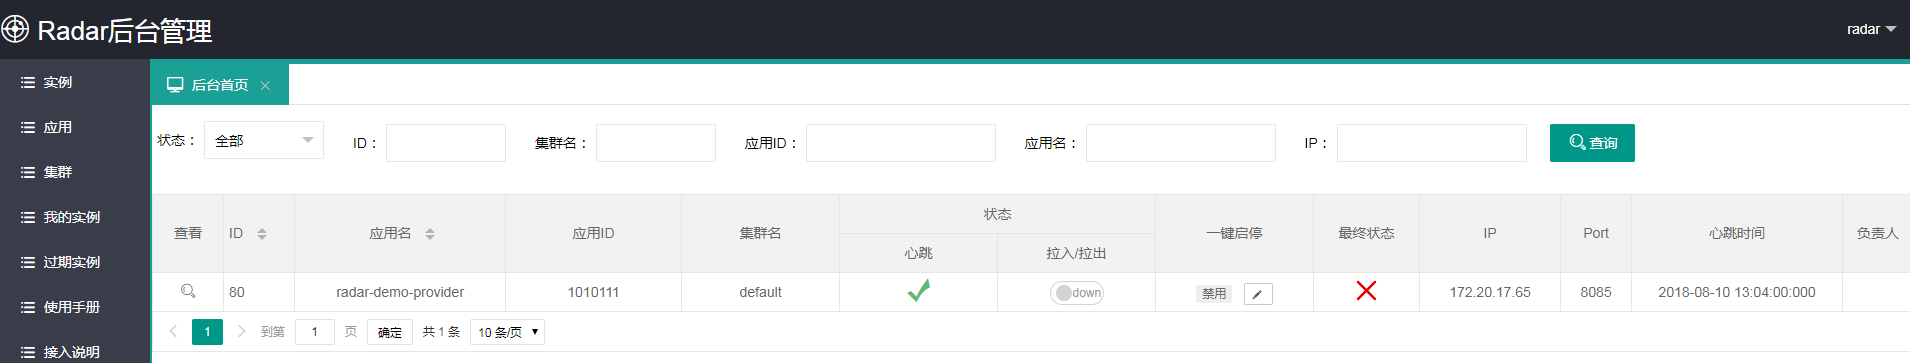 Radar后台管理
radar
实例
应用
集群
我的实例
过期实例
使用手册
接入说明
后台首页
状态： 全部 ID： 集群名： 应用ID： 应用名： IP： 查询
查看 ID 应用名 应用ID 集群名 状态 一键启停 最终状态 IP Port 心跳时间 负责人
心跳 拉入/拉出
80 radar-demo-provider 1010111 default down 禁用 172.20.17.65 8085 2018-08-10 13:04:00:000
1 到第 1 页 确定 共 1 条 10 条/页